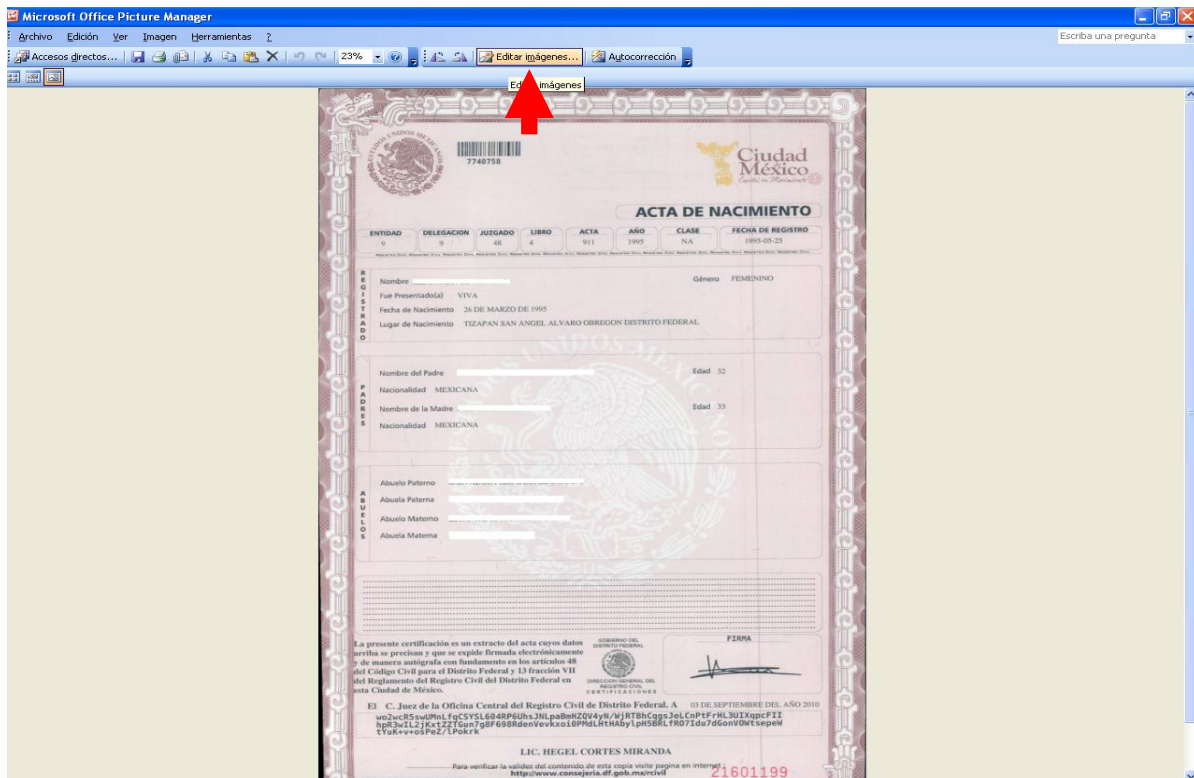 Microsoft Office Picture Manager
Archivo Edición Ver Imagen Herramientas ?
Escriba una pregunta
Accesos directos... 23% Editar imágenes... Autocorrección
imágenes
UNIDOS
7740758
Ciudad
México
Capital en Movimiento
ACTA DE NACIMIENTO
ENTIDAD DELEGACION JUZGADO LIBRO ACTA AÑO CLASE FECHA DE REGISTRO
9 9 48 4 911 1995 NA 1995-05-25
REGISTRADO
Nombre
Género FEMENINO
Fue Presentado(a) VIVA
Fecha de Nacimiento 26 DE MARZO DE 1995
Lugar de Nacimiento TIZAPAN SAN ANGEL ALVARO OBREGON DISTRITO FEDERAL
PADRES
Nombre del Padre Edad 32
Nacionalidad MEXICANA
Nombre de la Madre Edad 33
Nacionalidad MEXICANA
ABUELOS
Abuelo Paterno
Abuela Paterna
Abuelo Materno
Abuela Materna
La presente certificación es un extracto del acta cuyos datos
arriba se precisan y que se expide firmada electrónicamente
y de manera autógrafa con fundamento en los artículos 48
del Código Civil para el Distrito Federal y 13 fracción VII
del Reglamento del Registro Civil del Distrito Federal en
esta Ciudad de México.
GOBIERNO DEL
DISTRITO FEDERAL
DIRECCION GENERAL DEL
REGISTRO CIVIL
CERTIFICACIONES
FIRMA
El C. Juez de la Oficina Central del Registro Civil de Distrito Federal. A 03 DE SEPTIEMBRE DEL AÑO 2010
LIC. HEGEL CORTES MIRANDA
Para verificar la validez del contenido de esta copia visite pagina en internet:
http://www.consejeria.df.gob.mx/rcivil
21601199